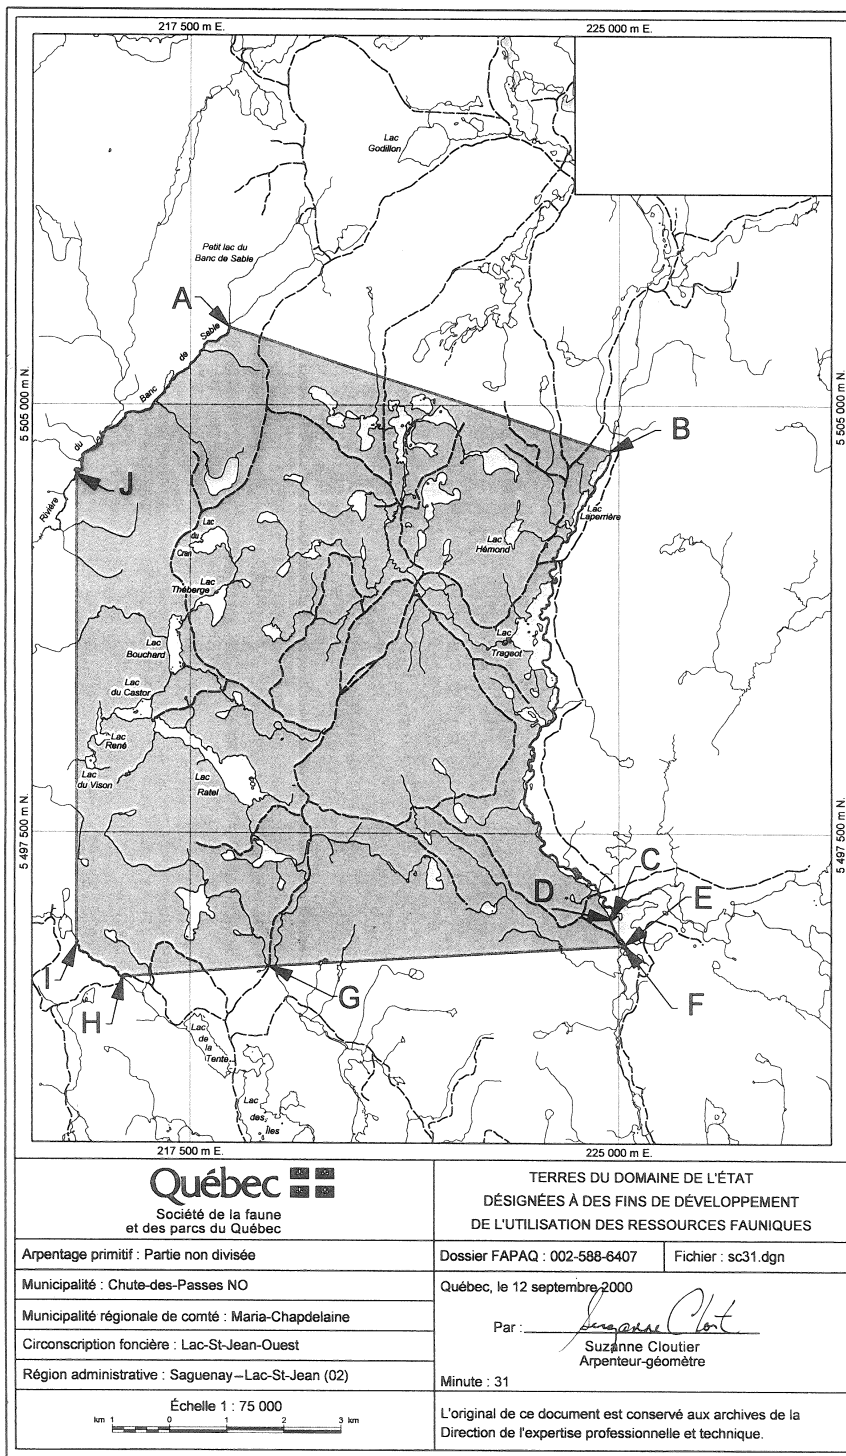 217 500 m E.
225 000 m E.
Lac
Godillon
Petit lac du
Banc de Sable
A
Rivière du Banc de Sable
5 505 000 m N.
5 505 000 m N.
B
J
Lac
Laperrière
Lac
du
Cran
Lac
Hémond
Lac
Théberge
Lac
Bouchard
Lac
Trageot
Lac
du Castor
Lac
René
Lac
du Vison
Lac
Ratel
5 497 500 m N.
5 497 500 m N.
C
D
E
I
H
G
F
Lac
de
la
Tente
Lac
des
Îles
217 500 m E.
225 000 m E.
Québec
Société de la faune
et des parcs du Québec
TERRES DU DOMAINE DE L'ÉTAT
DÉSIGNÉES À DES FINS DE DÉVELOPPEMENT
DE L'UTILISATION DES RESSOURCES FAUNIQUES
Arpentage primitif : Partie non divisée
Dossier FAPAQ : 002-588-6407
Fichier : sc31.dgn
Municipalité : Chute-des-Passes NO
Municipalité régionale de comté : Maria-Chapdelaine
Circonscription foncière : Lac-St-Jean-Ouest
Région administrative : Saguenay–Lac-St-Jean (02)
Québec, le 12 septembre 2000
Par : Suzanne Clout
Suzanne Cloutier
Arpenteur-géomètre
Minute : 31
Échelle 1 : 75 000
km 1 0 1 2 3 km
L'original de ce document est conservé aux archives de la
Direction de l'expertise professionnelle et technique.